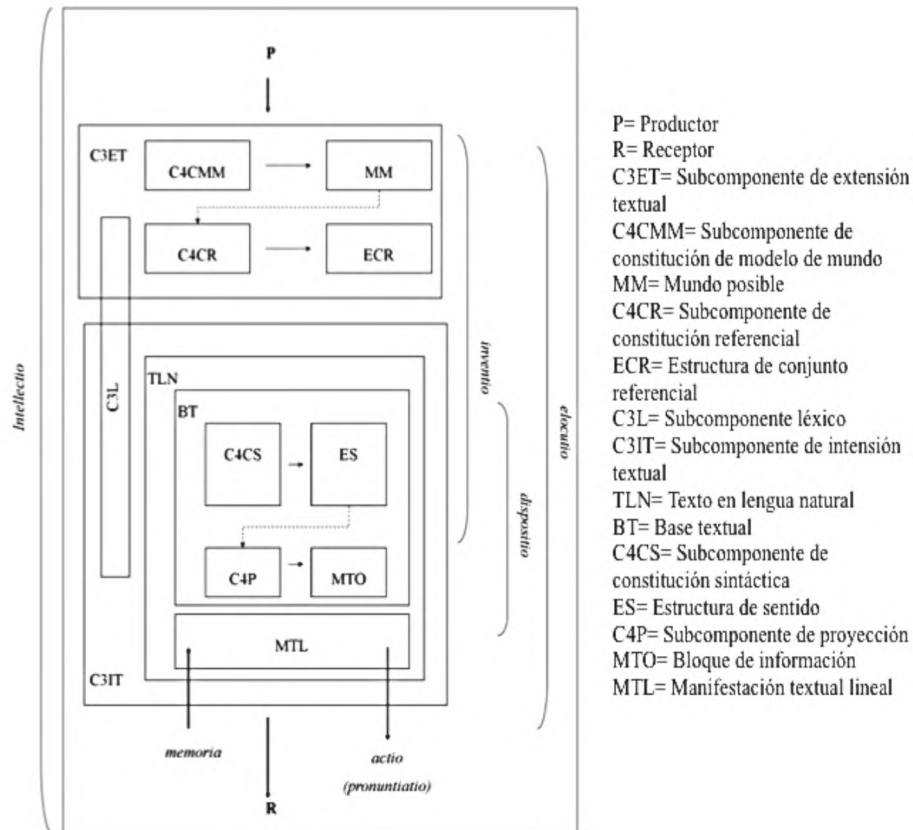 P
C3ET
C4CMM
MM
C4CR
ECR
Intellectio
C3L
inventio
elocutio
TLN
BT
C4CS
ES
dispositio
C4P
MTO
MTL
C3IT
memoria
actio
(pronuntiatio)
R
P= Productor
R= Receptor
C3ET= Subcomponente de extensión
textual
C4CMM= Subcomponente de
constitución de modelo de mundo
MM= Mundo posible
C4CR= Subcomponente de
constitución referencial
ECR= Estructura de conjunto
referencial
C3L= Subcomponente léxico
C3IT= Subcomponente de intensión
textual
TLN= Texto en lengua natural
BT= Base textual
C4CS= Subcomponente de
constitución sintáctica
ES= Estructura de sentido
C4P= Subcomponente de proyección
MTO= Bloque de información
MTL= Manifestación textual lineal